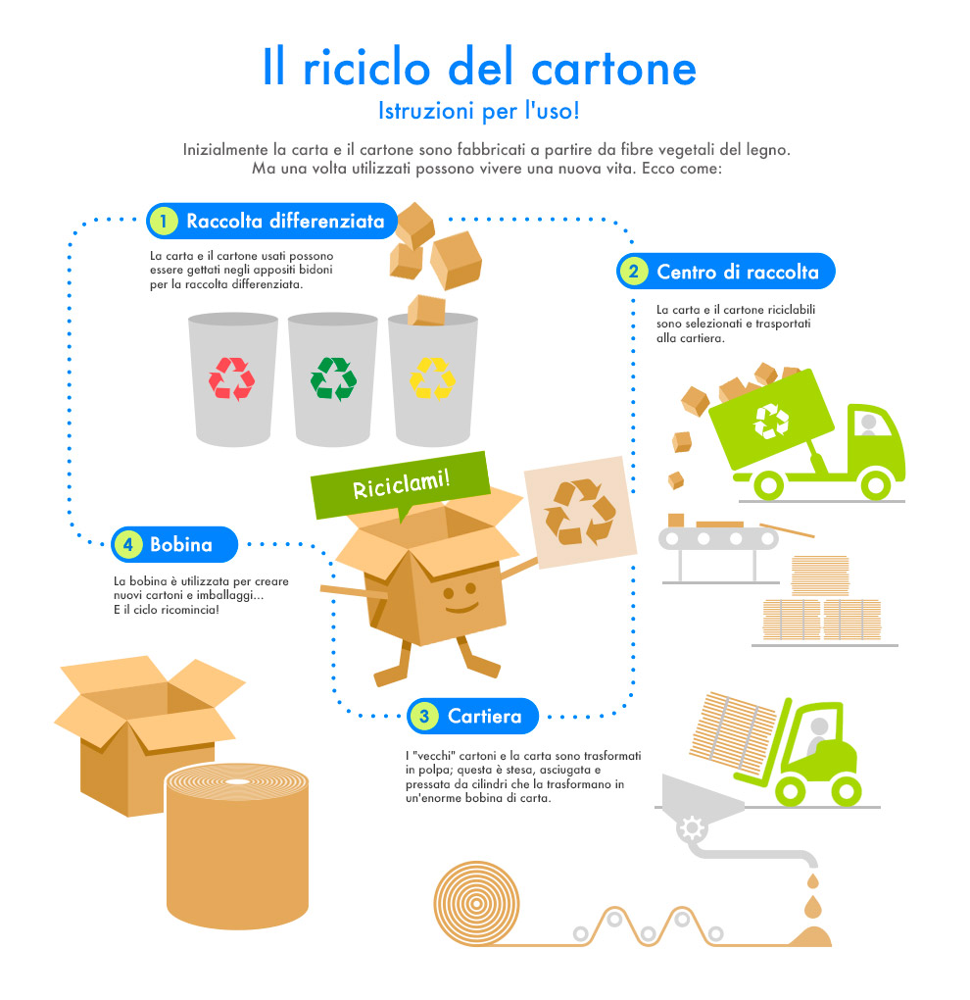 Il riciclo del cartone
Istruzioni per l'uso!
Inizialmente la carta e il cartone sono fabbricati a partire da fibre vegetali del legno.
Ma una volta utilizzati possono vivere una nuova vita. Ecco come:
1 Raccolta differenziata
La carta e il cartone usati possono
essere gettati negli appositi bidoni
per la raccolta differenziata.
2 Centro di raccolta
La carta e il cartone riciclabili
sono selezionati e trasportati
alla cartiera.
Riciclami!
3 Cartiera
I "vecchi" cartoni e la carta sono trasformati
in polpa; questa è stesa, asciugata e
pressata da cilindri che la trasformano in
un'enorme bobina di carta.
4 Bobina
La bobina è utilizzata per creare
nuovi cartoni e imballaggi...
E il ciclo ricomincia!